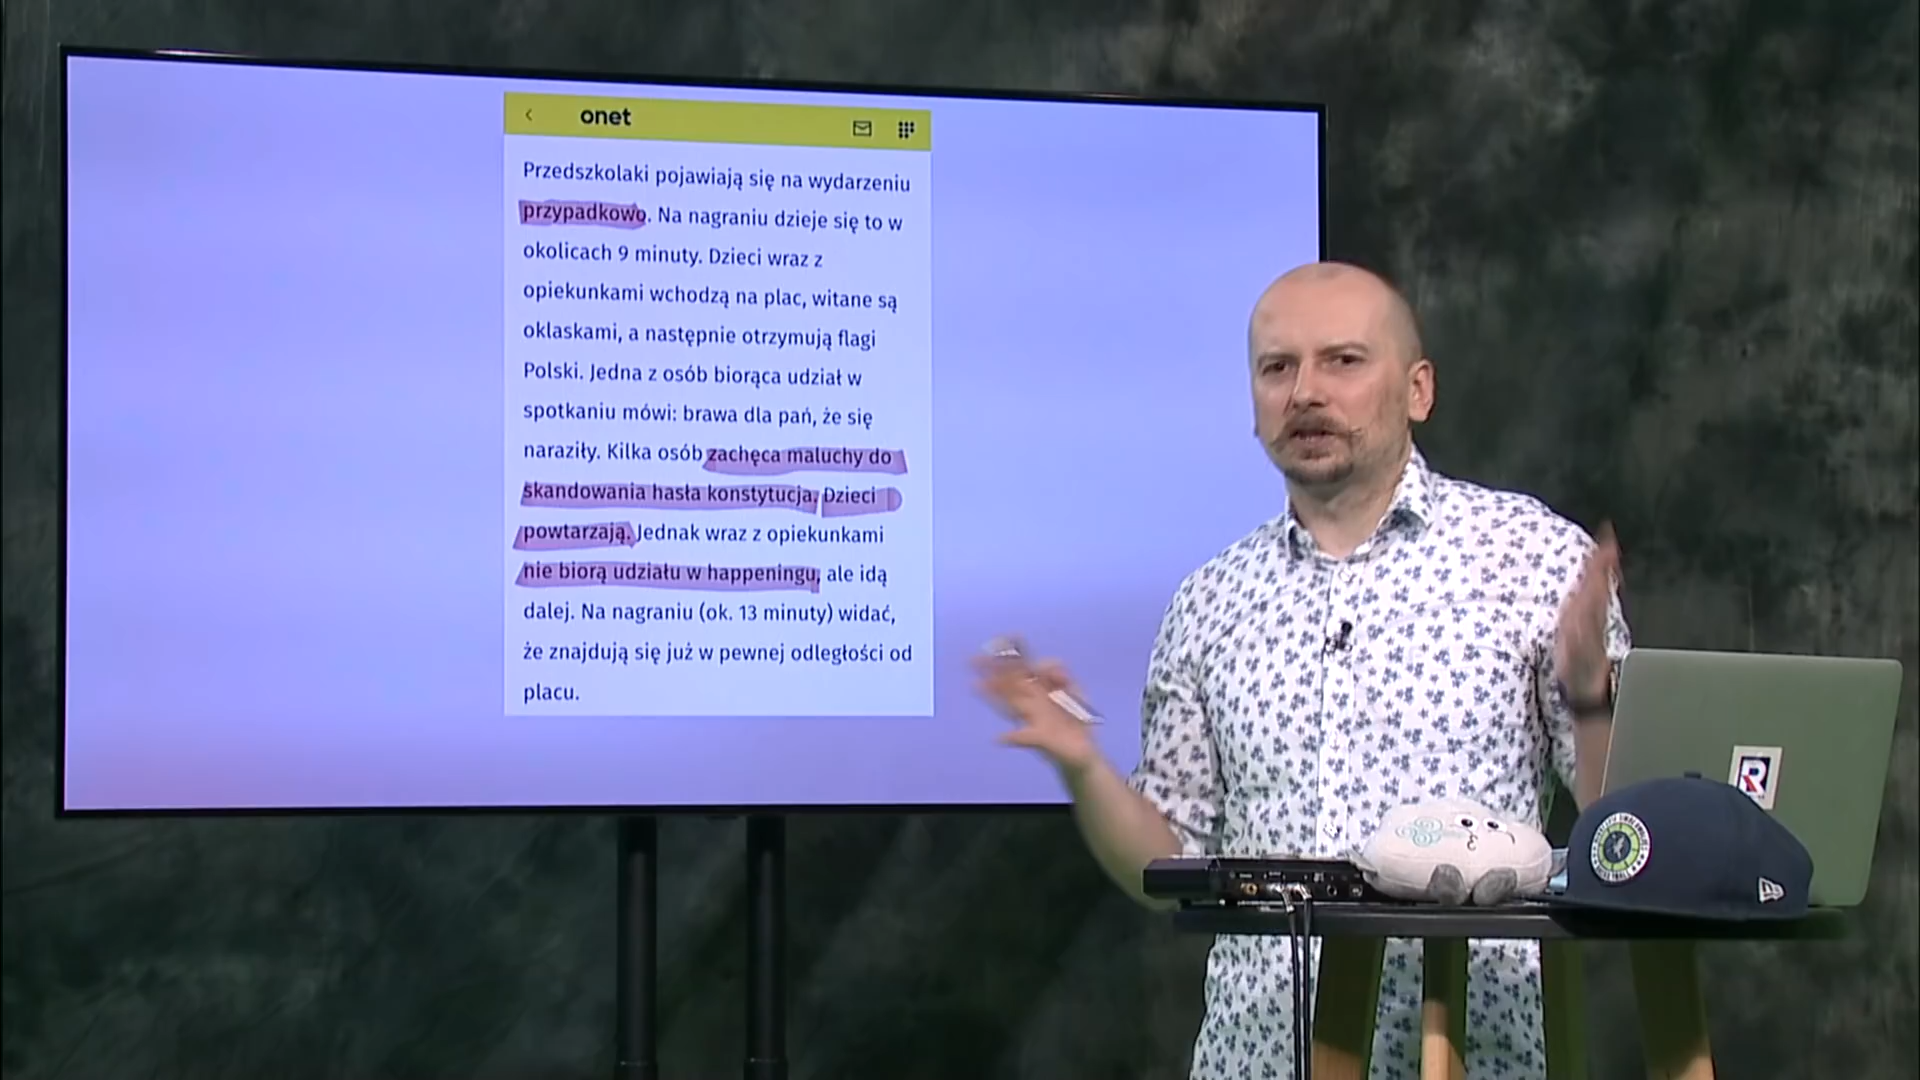 onet
Przedszkolaki pojawiają się na wydarzeniu
przypadkowo. Na nagraniu dzieje się to w
okolicach 9 minuty. Dzieci wraz z
opiekunkami wchodzą na plac, witane są
oklaskami, a następnie otrzymują flagi
Polski. Jedna z osób biorąca udział w
spotkaniu mówi: brawa dla pań, że się
naraziły. Kilka osób zachęca maluchy do
skandowania hasła konstytucja. Dzieci
powtarzają. Jednak wraz z opiekunkami
nie biorą udziału w happeningu, ale idą
dalej. Na nagraniu (ok. 13 minuty) widać,
że znajdują się już w pewnej odległości od
placu.
R